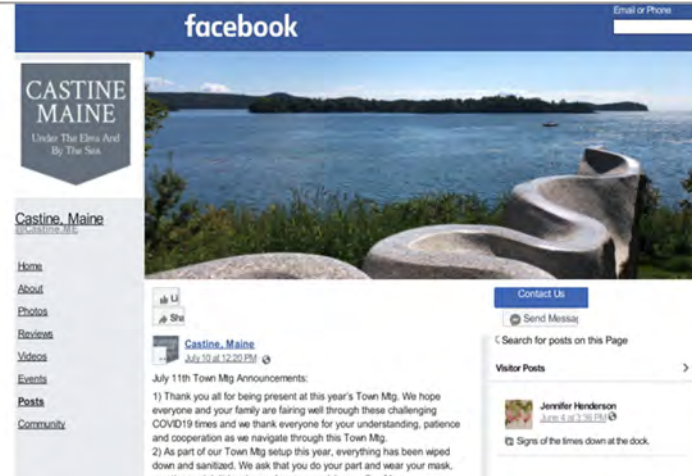 facebook
Email or Phone
CASTINE
MAINE
Under The Elms And
By The Sea
Castine, Maine
@Castine.ME
Home
About
Photos
Reviews
Videos
Events
Posts
Community
Li
Sha
Castine, Maine
July 10 at 12:20 PM
July 11th Town Mtg Announcements:
1) Thank you all for being present at this year's Town Mtg. We hope
everyone and your family are fairing well through these challenging
COVID19 times and we thank everyone for your understanding, patience
and cooperation as we navigate through this Town Mtg.
2) As part of our Town Mtg setup this year, everything has been wiped
down and sanitized. We ask that you do your part and wear your mask,
Contact Us
Send Messag
Search for posts on this Page
Visitor Posts
Jennifer Henderson
June 4 at 3:36 PM
Signs of the times down at the dock.